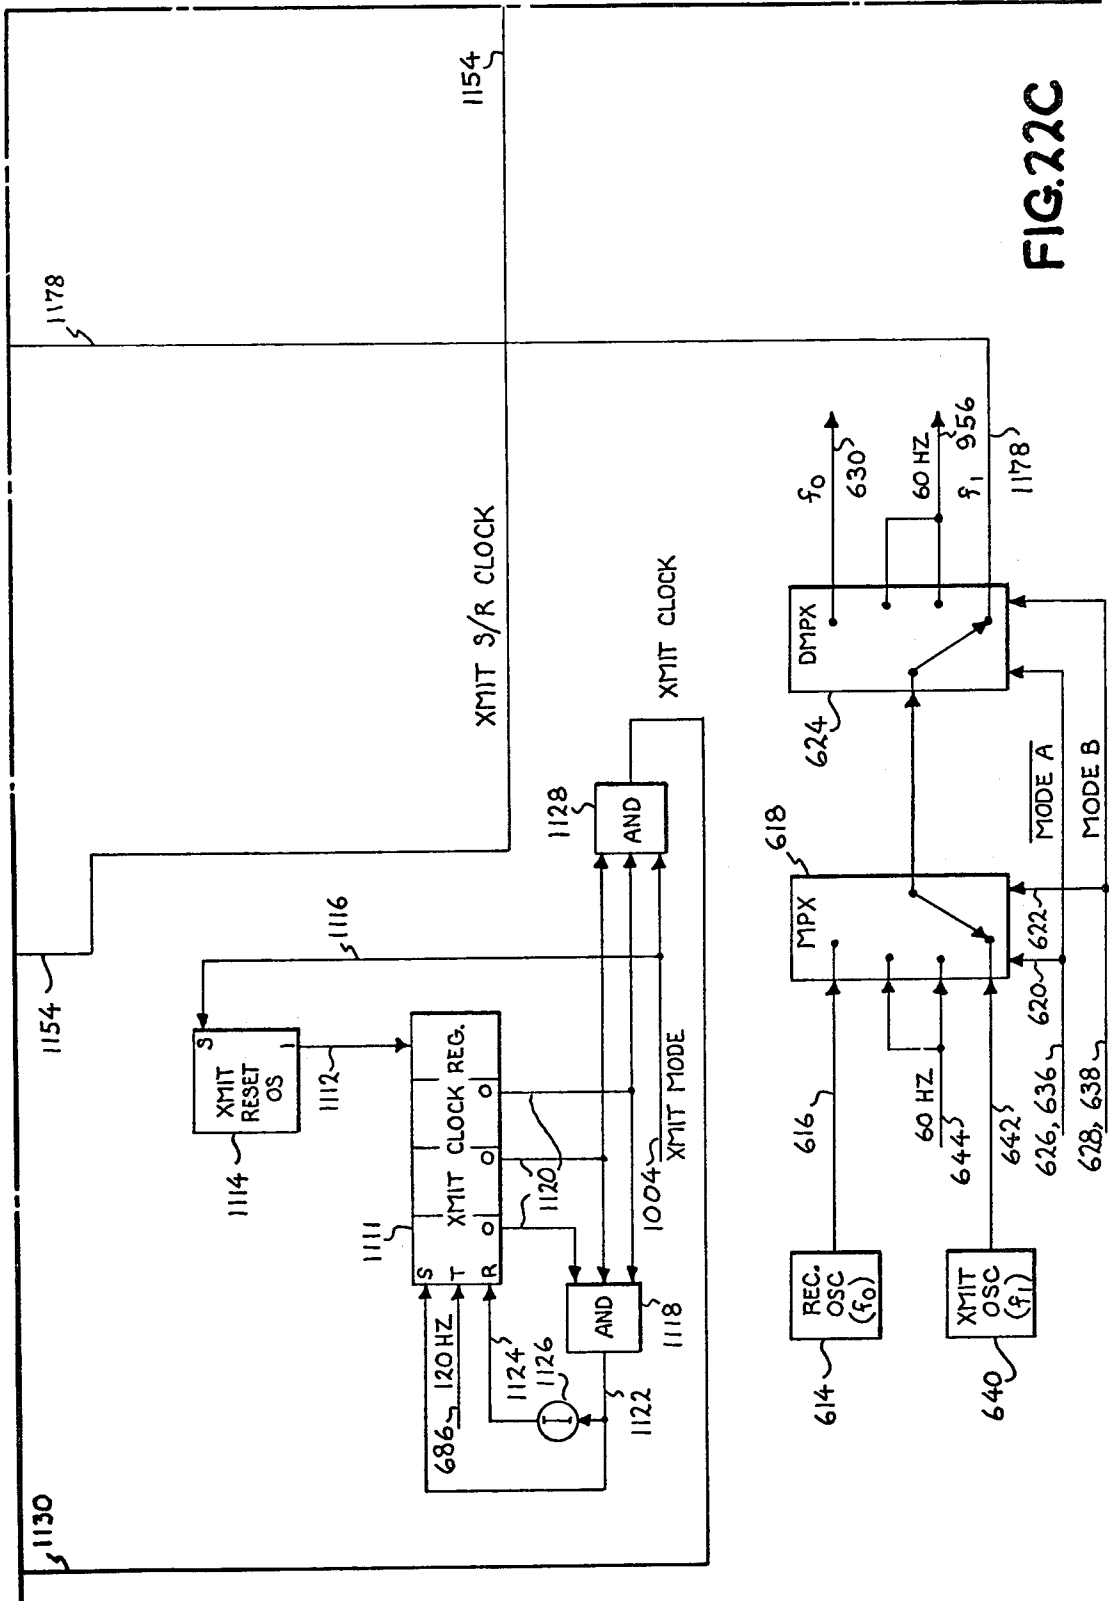 1130
1154
1178
1154
XMIT S/R CLOCK
XMIT
RESET
OS
S
1
1114
1112
1116
1111
XMIT CLOCK REG.
S
T
R
O
O
O
686
120 HZ
1124
1126
1120
1004
XMIT MODE
AND
1118
1122
AND
1128
XMIT CLOCK
I
REC.
OSC
(f0)
614
616
XMIT
OSC
(f1)
640
642
60 HZ
644
MPX
618
620
622
626, 636
628, 638
MODE A
MODE B
DMPX
624
f0
630
60 HZ
956
f1
1178
FIG.22C